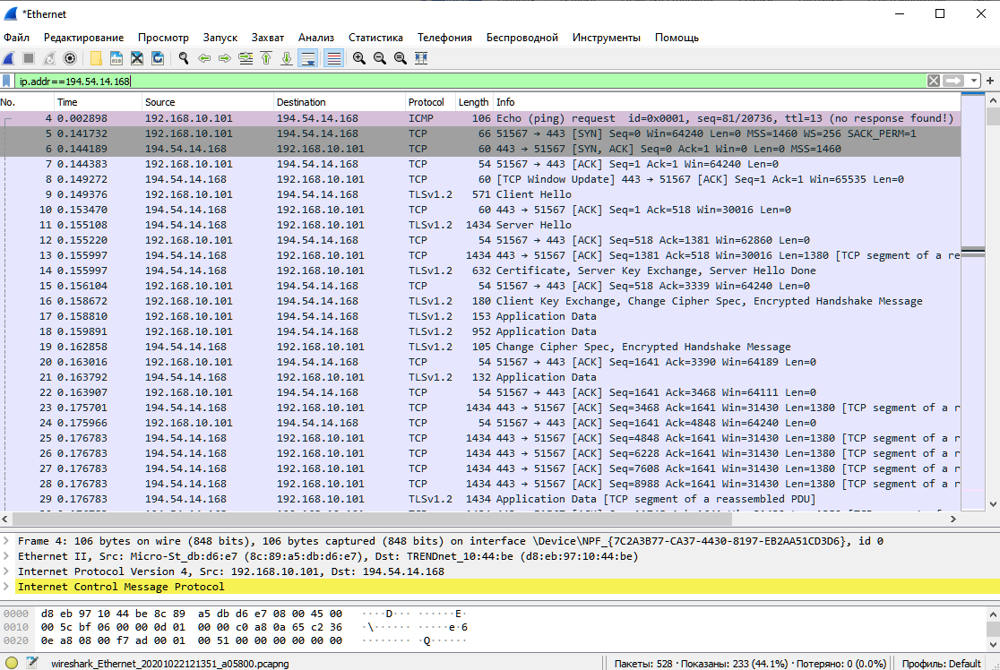 *Ethernet
Файл Редактирование Просмотр Запуск Захват Анализ Статистика Телефония Беспроводной Инструменты Помощь
ip.addr==194.54.14.168
No. Time Source Destination Protocol Length Info
4 0.002898 192.168.10.101 194.54.14.168 ICMP 106 Echo (ping) request id=0x0001, seq=81/20736, ttl=13 (no response found!)
5 0.141732 192.168.10.101 194.54.14.168 TCP 66 51567 → 443 [SYN] Seq=0 Win=64240 Len=0 MSS=1460 WS=256 SACK_PERM=1
6 0.144189 194.54.14.168 192.168.10.101 TCP 60 443 → 51567 [SYN, ACK] Seq=0 Ack=1 Win=0 Len=0 MSS=1460
7 0.144383 192.168.10.101 194.54.14.168 TCP 54 51567 → 443 [ACK] Seq=1 Ack=1 Win=64240 Len=0
8 0.149272 194.54.14.168 192.168.10.101 TCP 60 [TCP Window Update] 443 → 51567 [ACK] Seq=1 Ack=1 Win=65535 Len=0
9 0.149376 192.168.10.101 194.54.14.168 TLSv1.2 571 Client Hello
10 0.153470 194.54.14.168 192.168.10.101 TCP 60 443 → 51567 [ACK] Seq=1 Ack=518 Win=30016 Len=0
11 0.155108 194.54.14.168 192.168.10.101 TLSv1.2 1434 Server Hello
12 0.155220 192.168.10.101 194.54.14.168 TCP 54 51567 → 443 [ACK] Seq=518 Ack=1381 Win=62860 Len=0
13 0.155997 194.54.14.168 192.168.10.101 TCP 1434 443 → 51567 [ACK] Seq=1381 Ack=518 Win=30016 Len=1380 [TCP segment of a re
14 0.155997 194.54.14.168 192.168.10.101 TLSv1.2 632 Certificate, Server Key Exchange, Server Hello Done
15 0.156104 192.168.10.101 194.54.14.168 TCP 54 51567 → 443 [ACK] Seq=518 Ack=3339 Win=64240 Len=0
16 0.158672 192.168.10.101 194.54.14.168 TLSv1.2 180 Client Key Exchange, Change Cipher Spec, Encrypted Handshake Message
17 0.158810 192.168.10.101 194.54.14.168 TLSv1.2 153 Application Data
18 0.159891 192.168.10.101 194.54.14.168 TLSv1.2 952 Application Data
19 0.162858 194.54.14.168 192.168.10.101 TLSv1.2 105 Change Cipher Spec, Encrypted Handshake Message
20 0.163016 192.168.10.101 194.54.14.168 TCP 54 51567 → 443 [ACK] Seq=1641 Ack=3390 Win=64189 Len=0
21 0.163792 194.54.14.168 192.168.10.101 TLSv1.2 132 Application Data
22 0.163907 192.168.10.101 194.54.14.168 TCP 54 51567 → 443 [ACK] Seq=1641 Ack=3468 Win=64111 Len=0
23 0.175701 194.54.14.168 192.168.10.101 TCP 1434 443 → 51567 [ACK] Seq=3468 Ack=1641 Win=31430 Len=1380 [TCP segment of a r
24 0.175966 192.168.10.101 194.54.14.168 TCP 54 51567 → 443 [ACK] Seq=1641 Ack=4848 Win=64240 Len=0
25 0.176783 194.54.14.168 192.168.10.101 TCP 1434 443 → 51567 [ACK] Seq=4848 Ack=1641 Win=31430 Len=1380 [TCP segment of a r
26 0.176783 194.54.14.168 192.168.10.101 TCP 1434 443 → 51567 [ACK] Seq=6228 Ack=1641 Win=31430 Len=1380 [TCP segment of a r
27 0.176783 194.54.14.168 192.168.10.101 TCP 1434 443 → 51567 [ACK] Seq=7608 Ack=1641 Win=31430 Len=1380 [TCP segment of a r
28 0.176783 194.54.14.168 192.168.10.101 TCP 1434 443 → 51567 [ACK] Seq=8988 Ack=1641 Win=31430 Len=1380 [TCP segment of a r
29 0.176783 194.54.14.168 192.168.10.101 TLSv1.2 1434 Application Data [TCP segment of a reassembled PDU]
Frame 4: 106 bytes on wire (848 bits), 106 bytes captured (848 bits) on interface \Device\NPF_{7C2A3B77-CA37-4430-8197-EB2AA51CD3D6}, id 0
Ethernet II, Src: Micro-St_db:d6:e7 (8c:89:a5:db:d6:e7), Dst: TRENDnet_10:44:be (d8:eb:97:10:44:be)
Internet Protocol Version 4, Src: 192.168.10.101, Dst: 194.54.14.168
Internet Control Message Protocol
0000 d8 eb 97 10 44 be 8c 89 a5 db d6 e7 08 00 45 00 ····D··· ······E·
0010 00 5c bf 06 00 00 0d 01 00 00 c0 a8 0a 65 c2 36 ·\······ ·····e·6
0020 0e a8 08 00 f7 ad 00 01 00 51 00 00 00 00 00 00 ········ ·Q······
wireshark_Ethernet_20201022121351_a05800.pcapng Пакеты: 528 · Показаны: 233 (44.1%) · Потеряно: 0 (0.0%) Профиль: Default